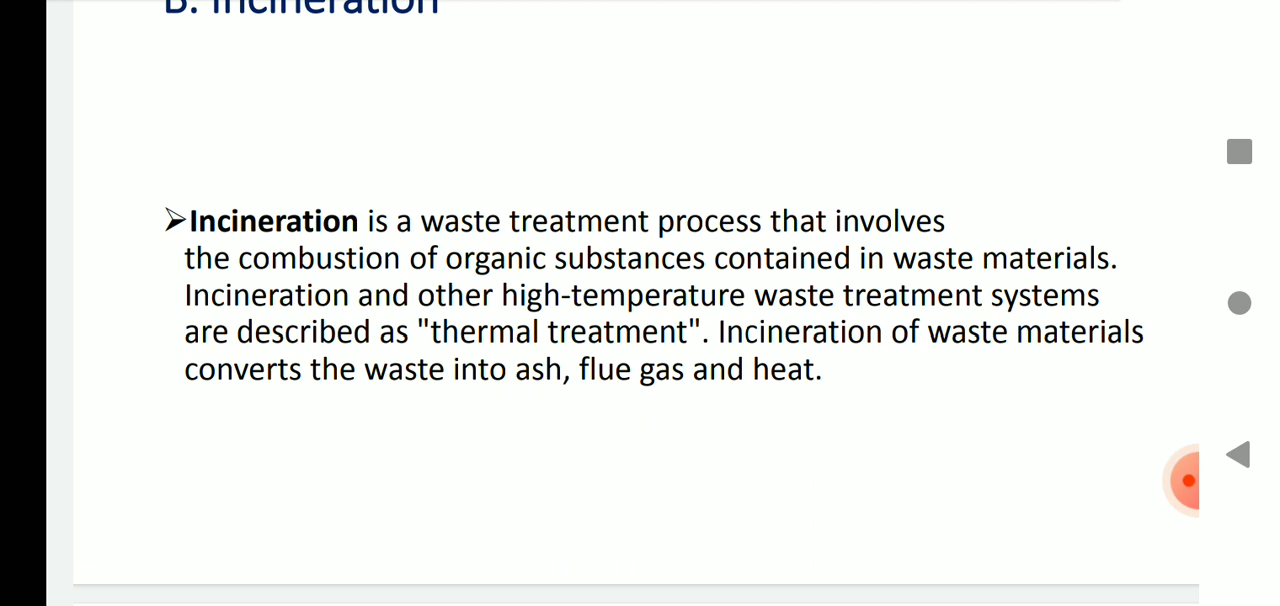 B. Incineration
➢Incineration is a waste treatment process that involves
the combustion of organic substances contained in waste materials.
Incineration and other high-temperature waste treatment systems
are described as "thermal treatment". Incineration of waste materials
converts the waste into ash, flue gas and heat.